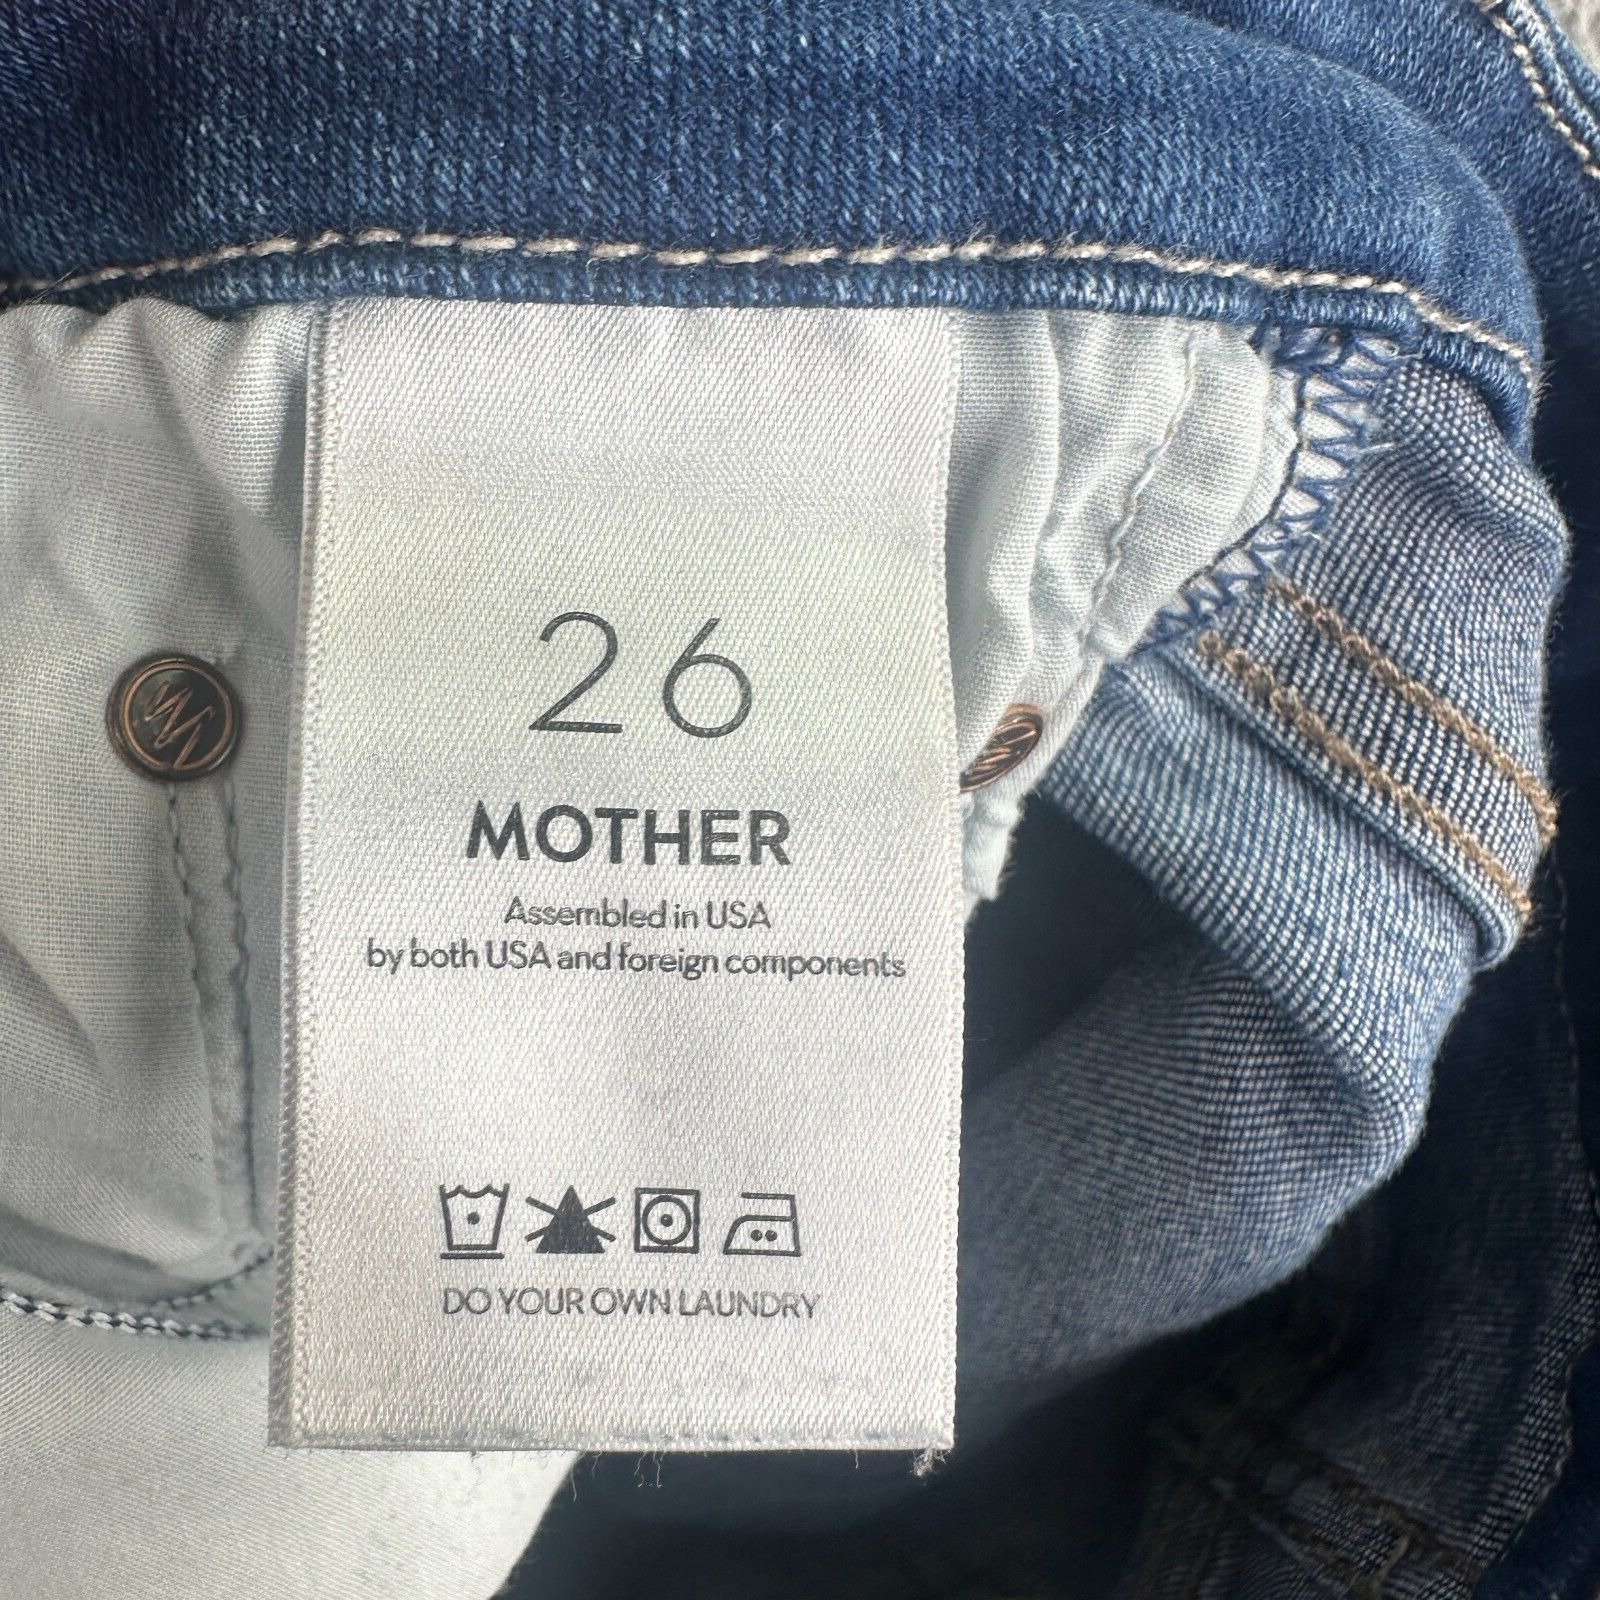 26
MOTHER
Assembled in USA
by both USA and foreign components
DO YOUR OWN LAUNDRY